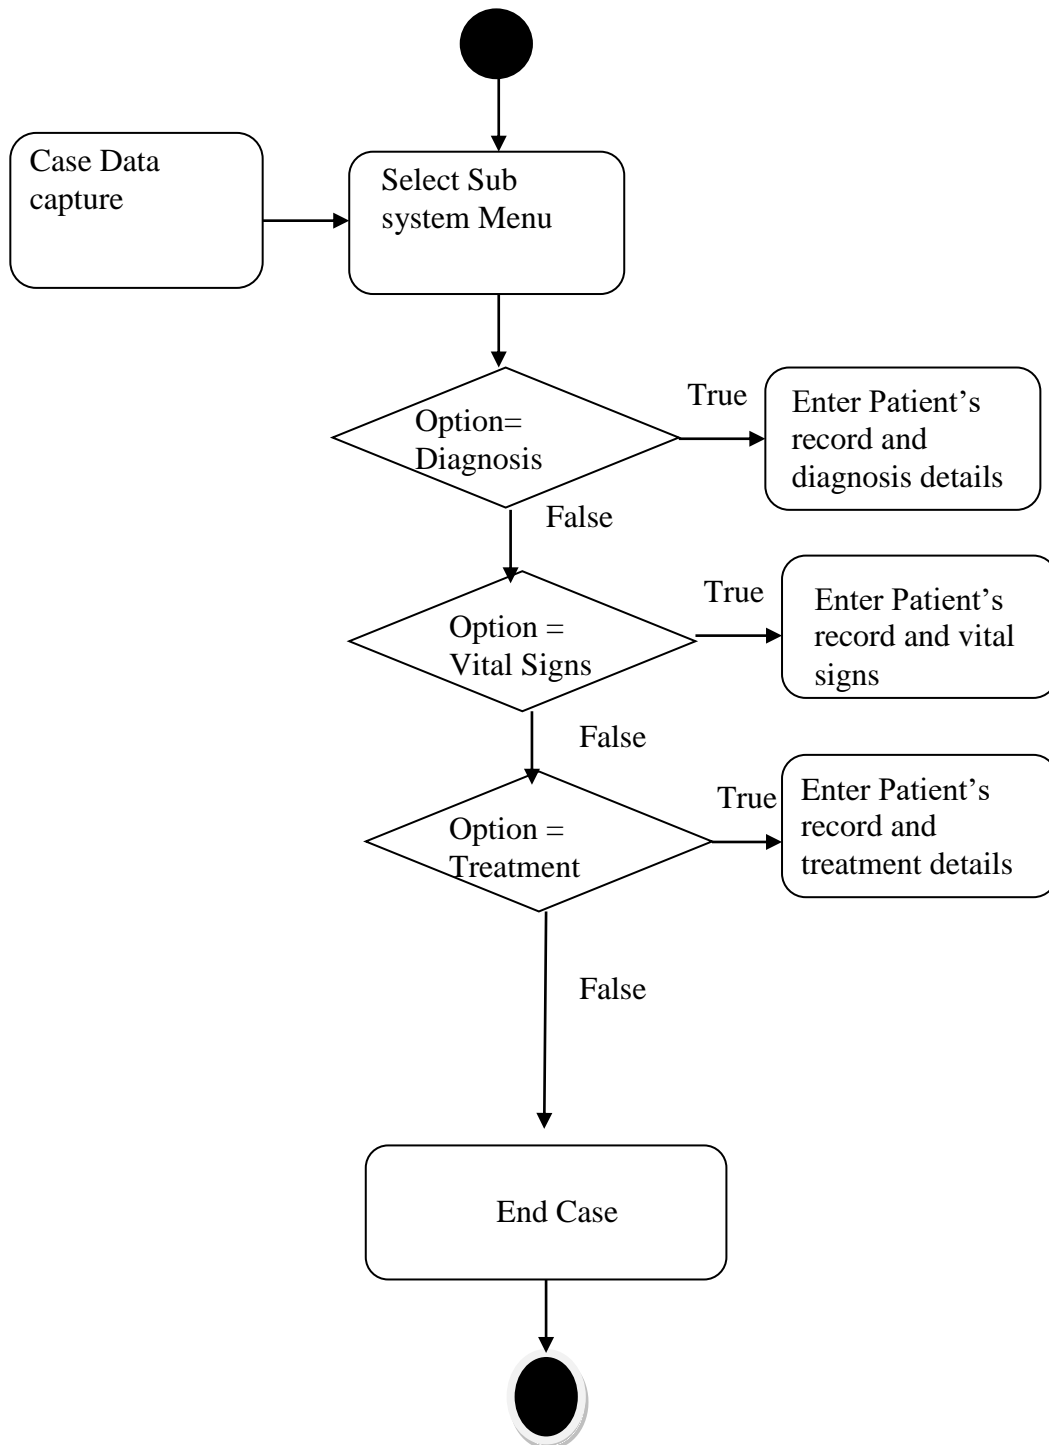 Case Data
capture
Select Sub
system Menu
Option=
Diagnosis
True
Enter Patient’s
record and
diagnosis details
False
Option =
Vital Signs
True
Enter Patient’s
record and vital
signs
False
Option =
Treatment
True
Enter Patient’s
record and
treatment details
False
End Case